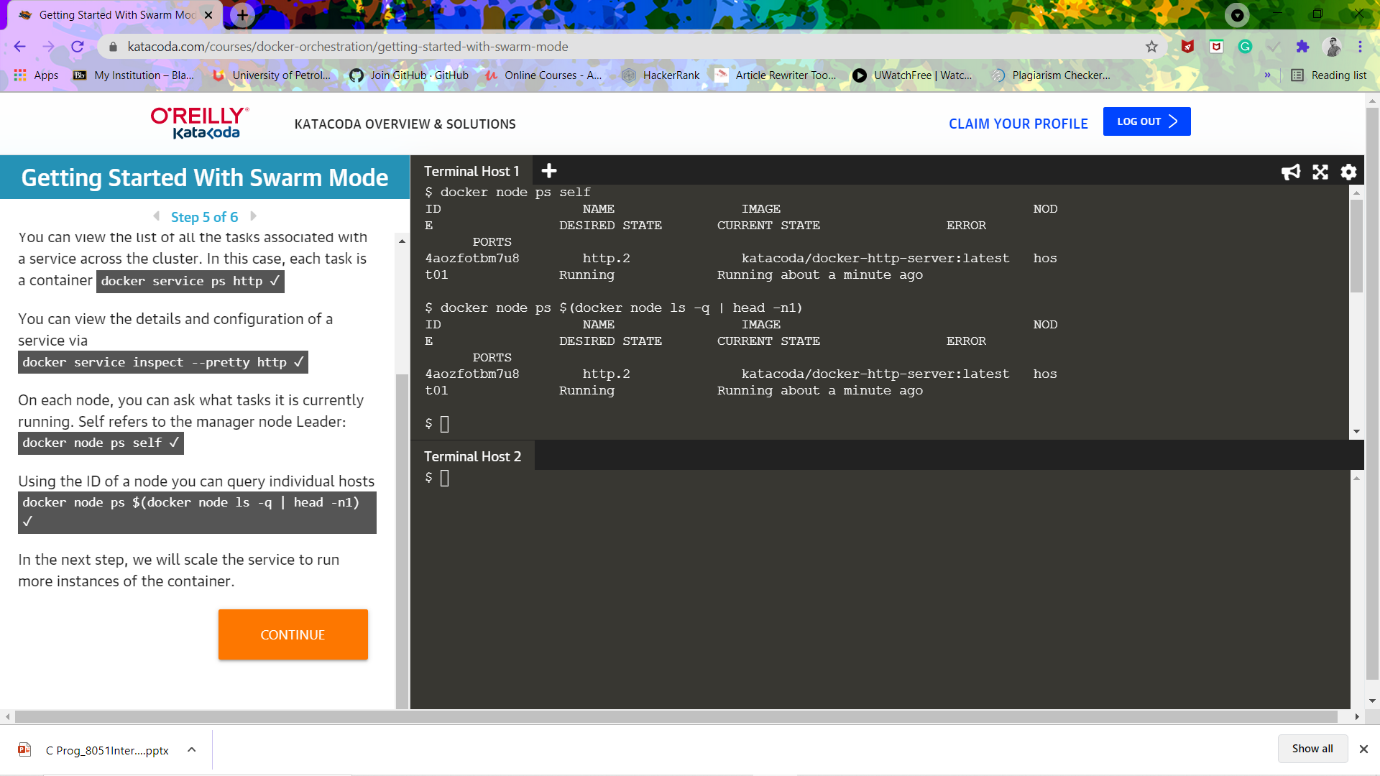 Getting Started With Swarm Mod
katacoda.com/courses/docker-orchestration/getting-started-with-swarm-mode
Apps
Bb
My Institution – Bla...
University of Petrol...
Join GitHub · GitHub
Online Courses - A...
HackerRank
Article Rewriter Too...
UWatchFree | Watc...
Plagiarism Checker...
»
Reading list
O'REILLY®
Katacoda
KATACODA OVERVIEW & SOLUTIONS
CLAIM YOUR PROFILE
LOG OUT
Getting Started With Swarm Mode
Step 5 of 6
You can view the list of all the tasks associated with
a service across the cluster. In this case, each task is
a container docker service ps http ✓
You can view the details and configuration of a
service via
docker service inspect --pretty http ✓
On each node, you can ask what tasks it is currently
running. Self refers to the manager node Leader:
docker node ps self ✓
Using the ID of a node you can query individual hosts
docker node ps $(docker node ls -q | head -n1)
✓
In the next step, we will scale the service to run
more instances of the container.
CONTINUE
Terminal Host 1
$ docker node ps self
ID NAME IMAGE NOD
E DESIRED STATE CURRENT STATE ERROR
PORTS
4aozfotbm7u8 http.2 katacoda/docker-http-server:latest hos
t01 Running Running about a minute ago
$ docker node ps $(docker node ls -q | head -n1)
ID NAME IMAGE NOD
E DESIRED STATE CURRENT STATE ERROR
PORTS
4aozfotbm7u8 http.2 katacoda/docker-http-server:latest hos
t01 Running Running about a minute ago
$
Terminal Host 2
$
C Prog_8051Inter....pptx
Show all